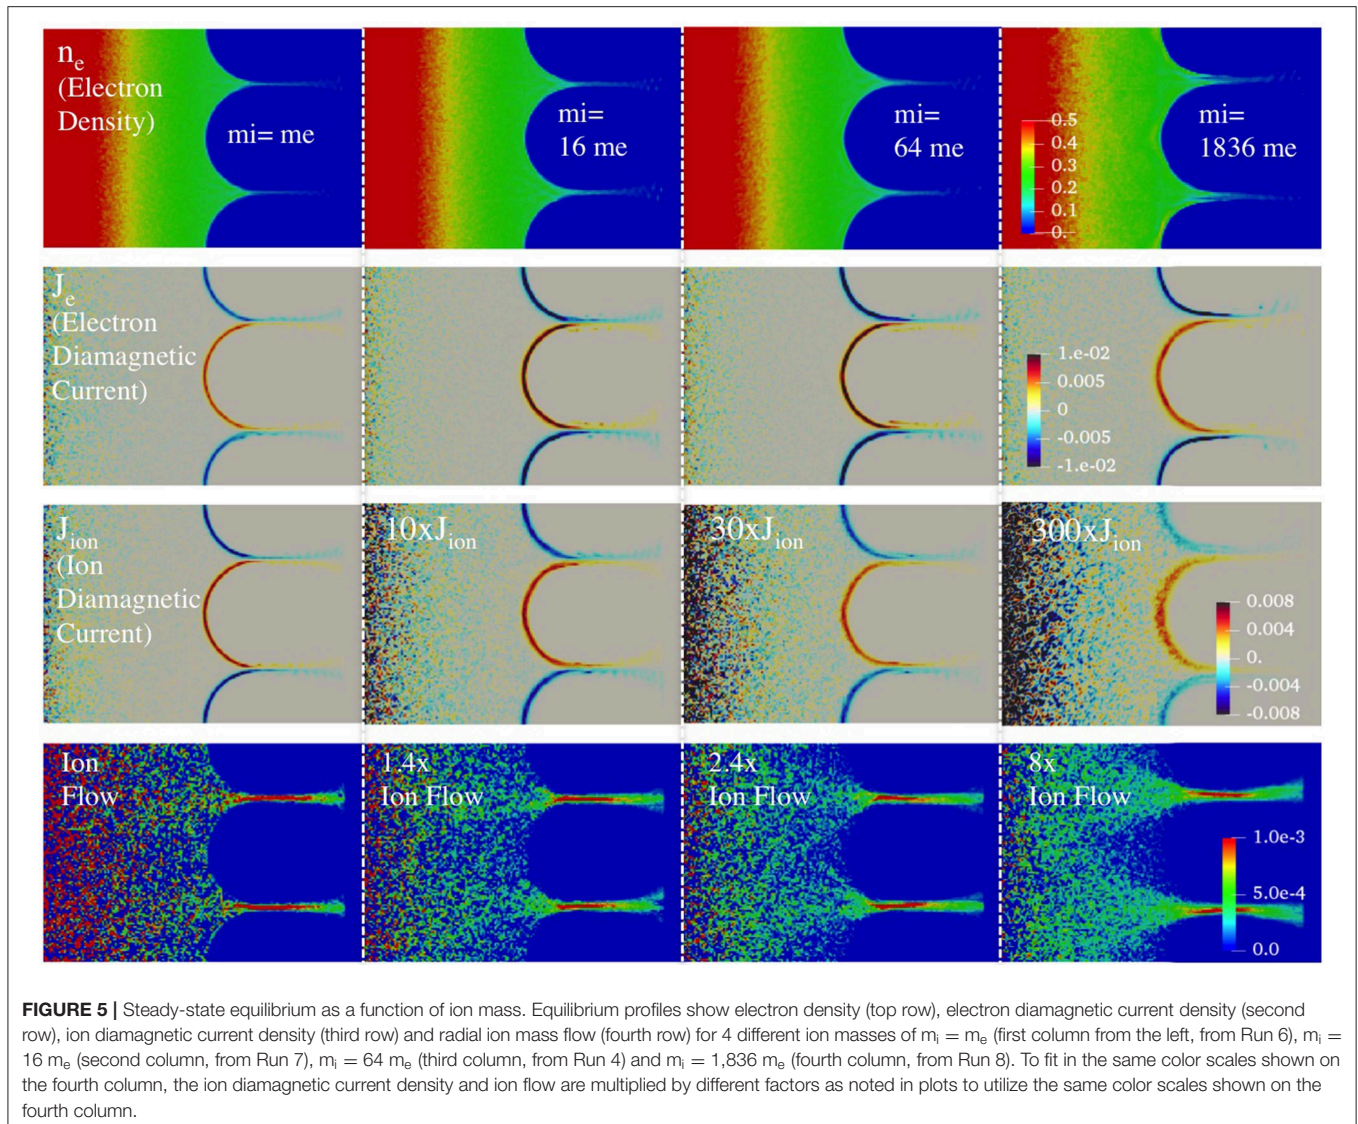 n_e
(Electron
Density)
mi= me
mi=
16 me
mi=
64 me
mi=
1836 me
0.5
0.4
0.3
0.2
0.1
0.
J_e
(Electron
Diamagnetic
Current)
1.e-02
0.005
0
-0.005
-1.e-02
J_ion
(Ion
Diamagnetic
Current)
10xJ_ion
30xJ_ion
300xJ_ion
0.008
0.004
0.
-0.004
-0.008
Ion
Flow
1.4x
Ion Flow
2.4x
Ion Flow
8x
Ion Flow
1.0e-3
5.0e-4
0.0
FIGURE 5 | Steady-state equilibrium as a function of ion mass. Equilibrium profiles show electron density (top row), electron diamagnetic current density (second
row), ion diamagnetic current density (third row) and radial ion mass flow (fourth row) for 4 different ion masses of m_i = m_e (first column from the left, from Run 6), m_i =
16 m_e (second column, from Run 7), m_i = 64 m_e (third column, from Run 4) and m_i = 1,836 m_e (fourth column, from Run 8). To fit in the same color scales shown on
the fourth column, the ion diamagnetic current density and ion flow are multiplied by different factors as noted in plots to utilize the same color scales shown on the
fourth column.